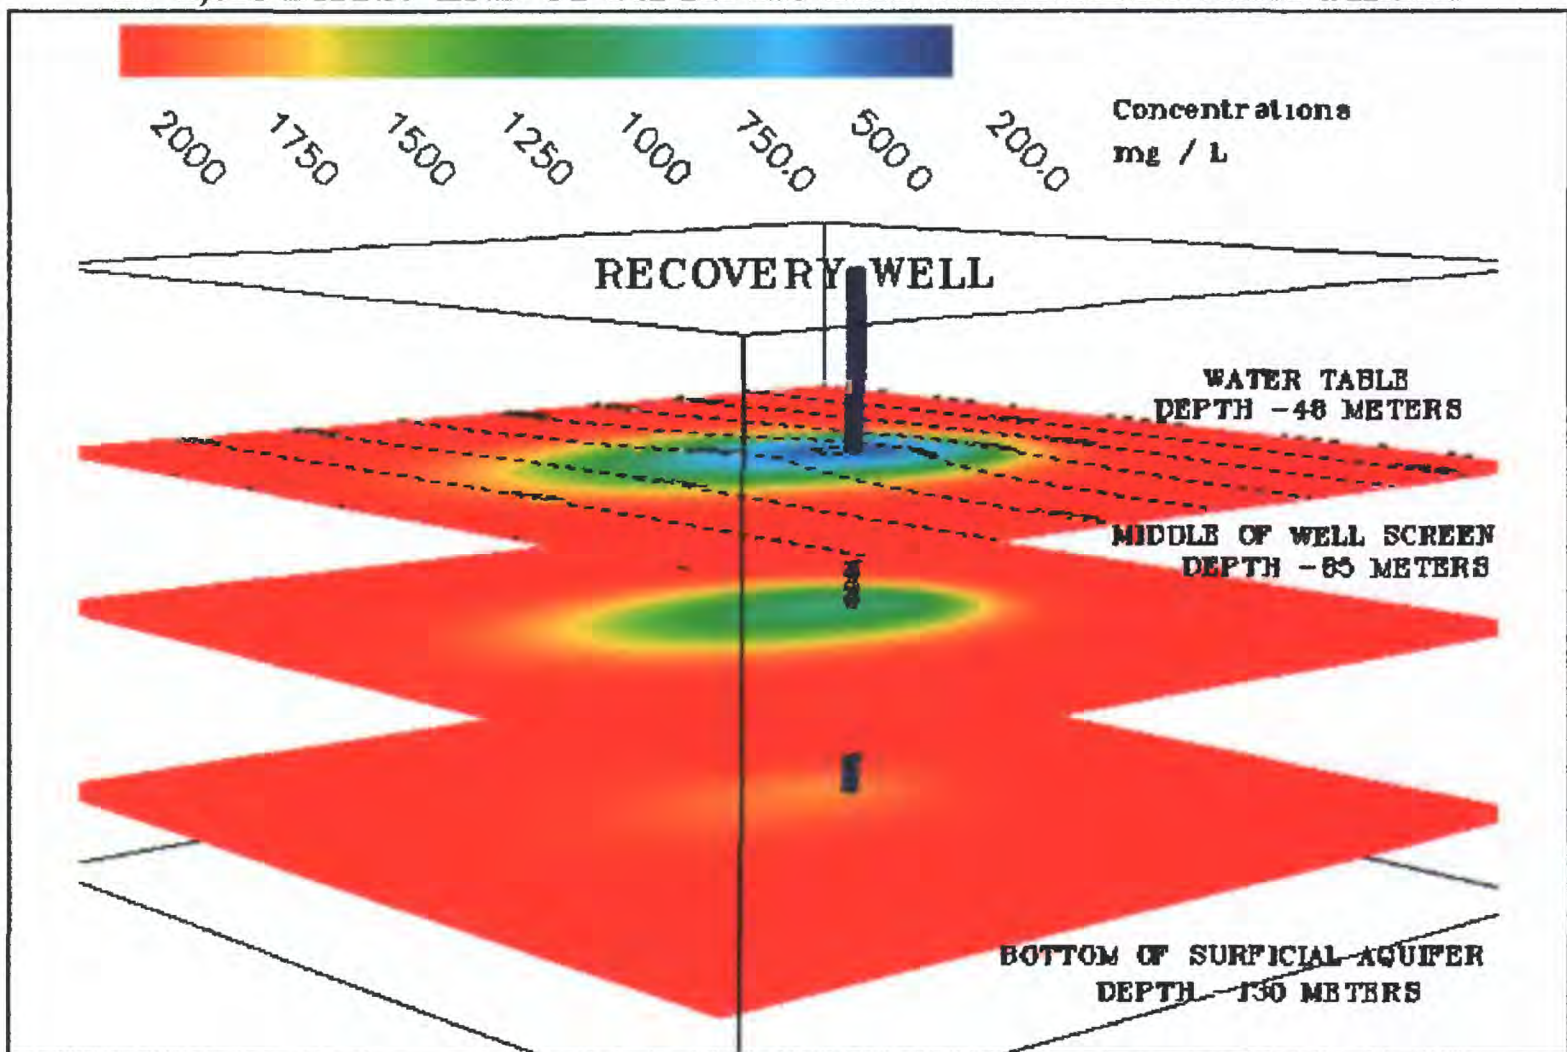 2000 1750 1500 1250 1000 750.0 500.0 200.0
Concentrations
mg / L
RECOVERY WELL
WATER TABLE
DEPTH -48 METERS
MIDDLE OF WELL SCREEN
DEPTH -85 METERS
BOTTOM OF SURFICIAL AQUIFER
DEPTH -130 METERS